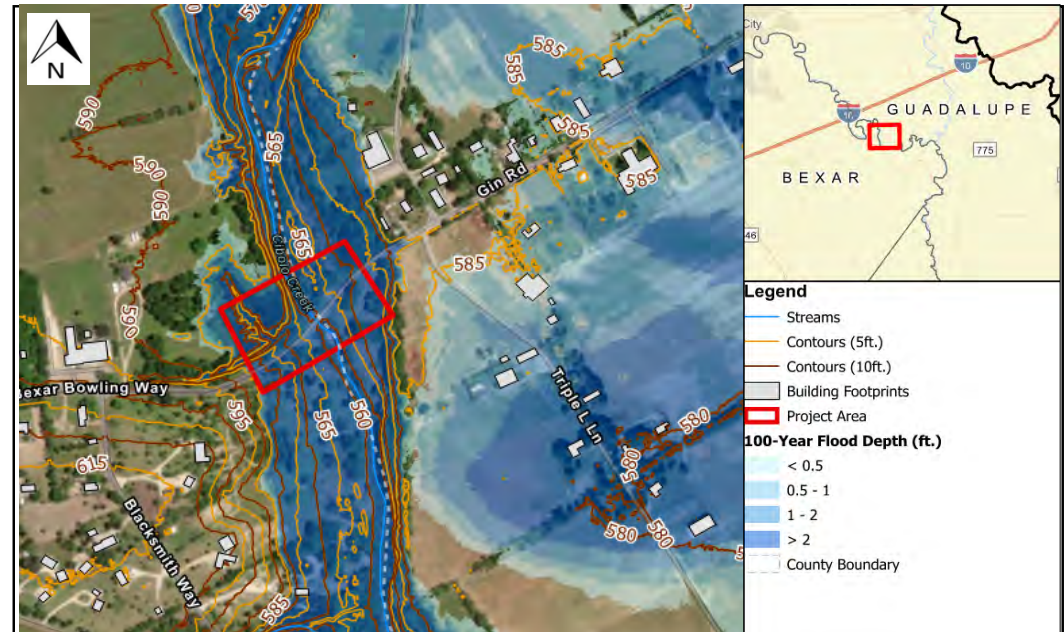 N
590
590
590
590
57
565
565
Cibolo Creek
585
585
585
585
585
Gin Rd
Triple L Ln
Bexar Bowling Way
595
565
560
615
Blacksmith Way
580
580
580
580
City
10
10
GUADALUPE
775
BEXAR
46
Legend
Streams
Contours (5ft.)
Contours (10ft.)
Building Footprints
Project Area
100-Year Flood Depth (ft.)
< 0.5
0.5 - 1
1 - 2
> 2
County Boundary